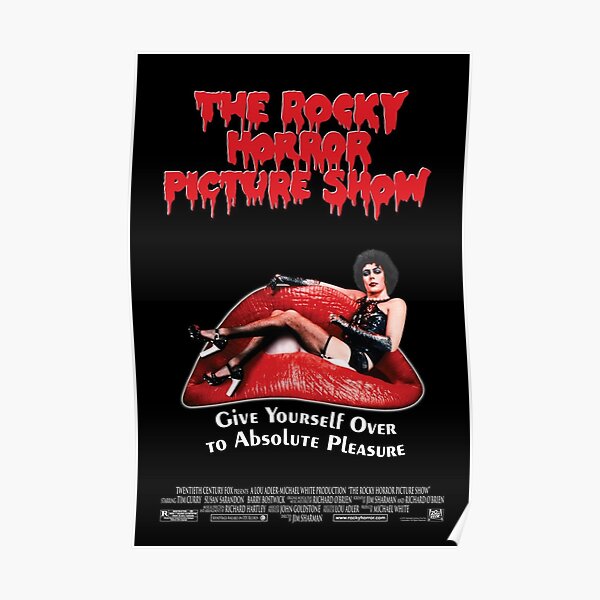 THE ROCKY
HORROR
PICTURE SHOW
GIVE YOURSELF OVER
TO ABSOLUTE PLEASURE
TWENTIETH CENTURY FOX PRESENTS A LOU ADLER-MICHAEL WHITE PRODUCTION "THE ROCKY HORROR PICTURE SHOW"
STARRING TIM CURRY SUSAN SARANDON BARRY BOSTWICK RICHARD O'BRIEN JIM SHARMAN AND RICHARD O'BRIEN
RICHARD HARTLEY JOHN GOLDSTONE LOU ADLER MICHAEL WHITE
R JIM SHARMAN www.rockyhorror.com FOX